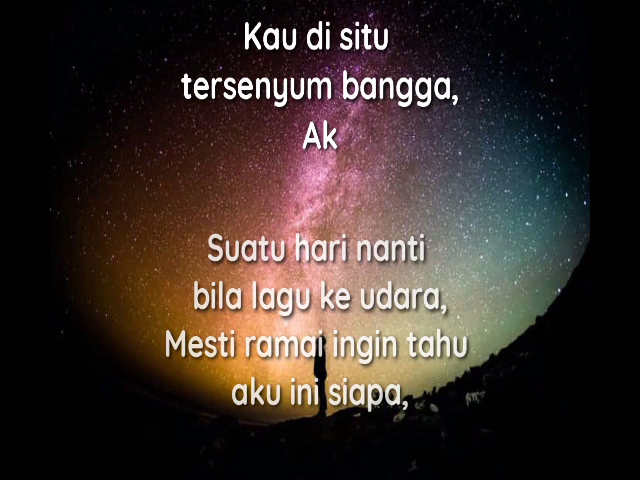 Kau di situ
tersenyum bangga,
Ak
Suatu hari nanti
bila lagu ke udara,
Mesti ramai ingin tahu
aku ini siapa,